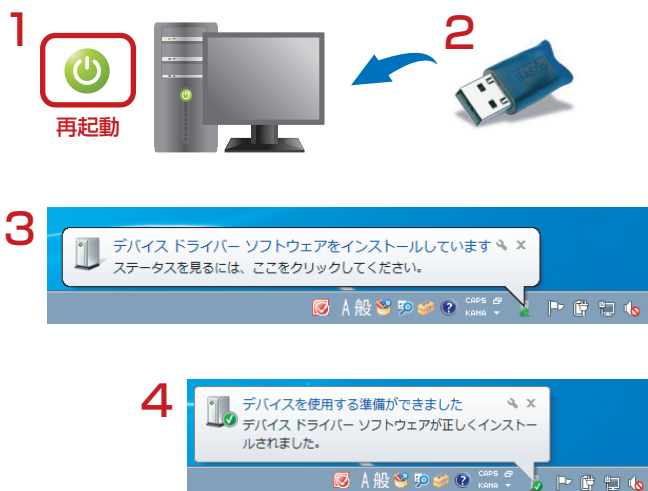 1
再起動
2
3
デバイス ドライバー ソフトウェアをインストールしています
ステータスを見るには、ここをクリックしてください。
A 般
CAPS
KANA
4
デバイスを使用する準備ができました
デバイス ドライバー ソフトウェアが正しくインストー
ルされました。
A 般
CAPS
KANA